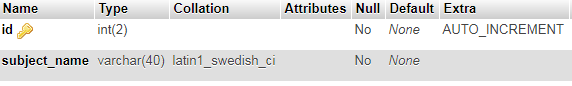 Name Type Collation Attributes Null Default Extra
id int(2) No None AUTO_INCREMENT
subject_name varchar(40) latin1_swedish_ci No None